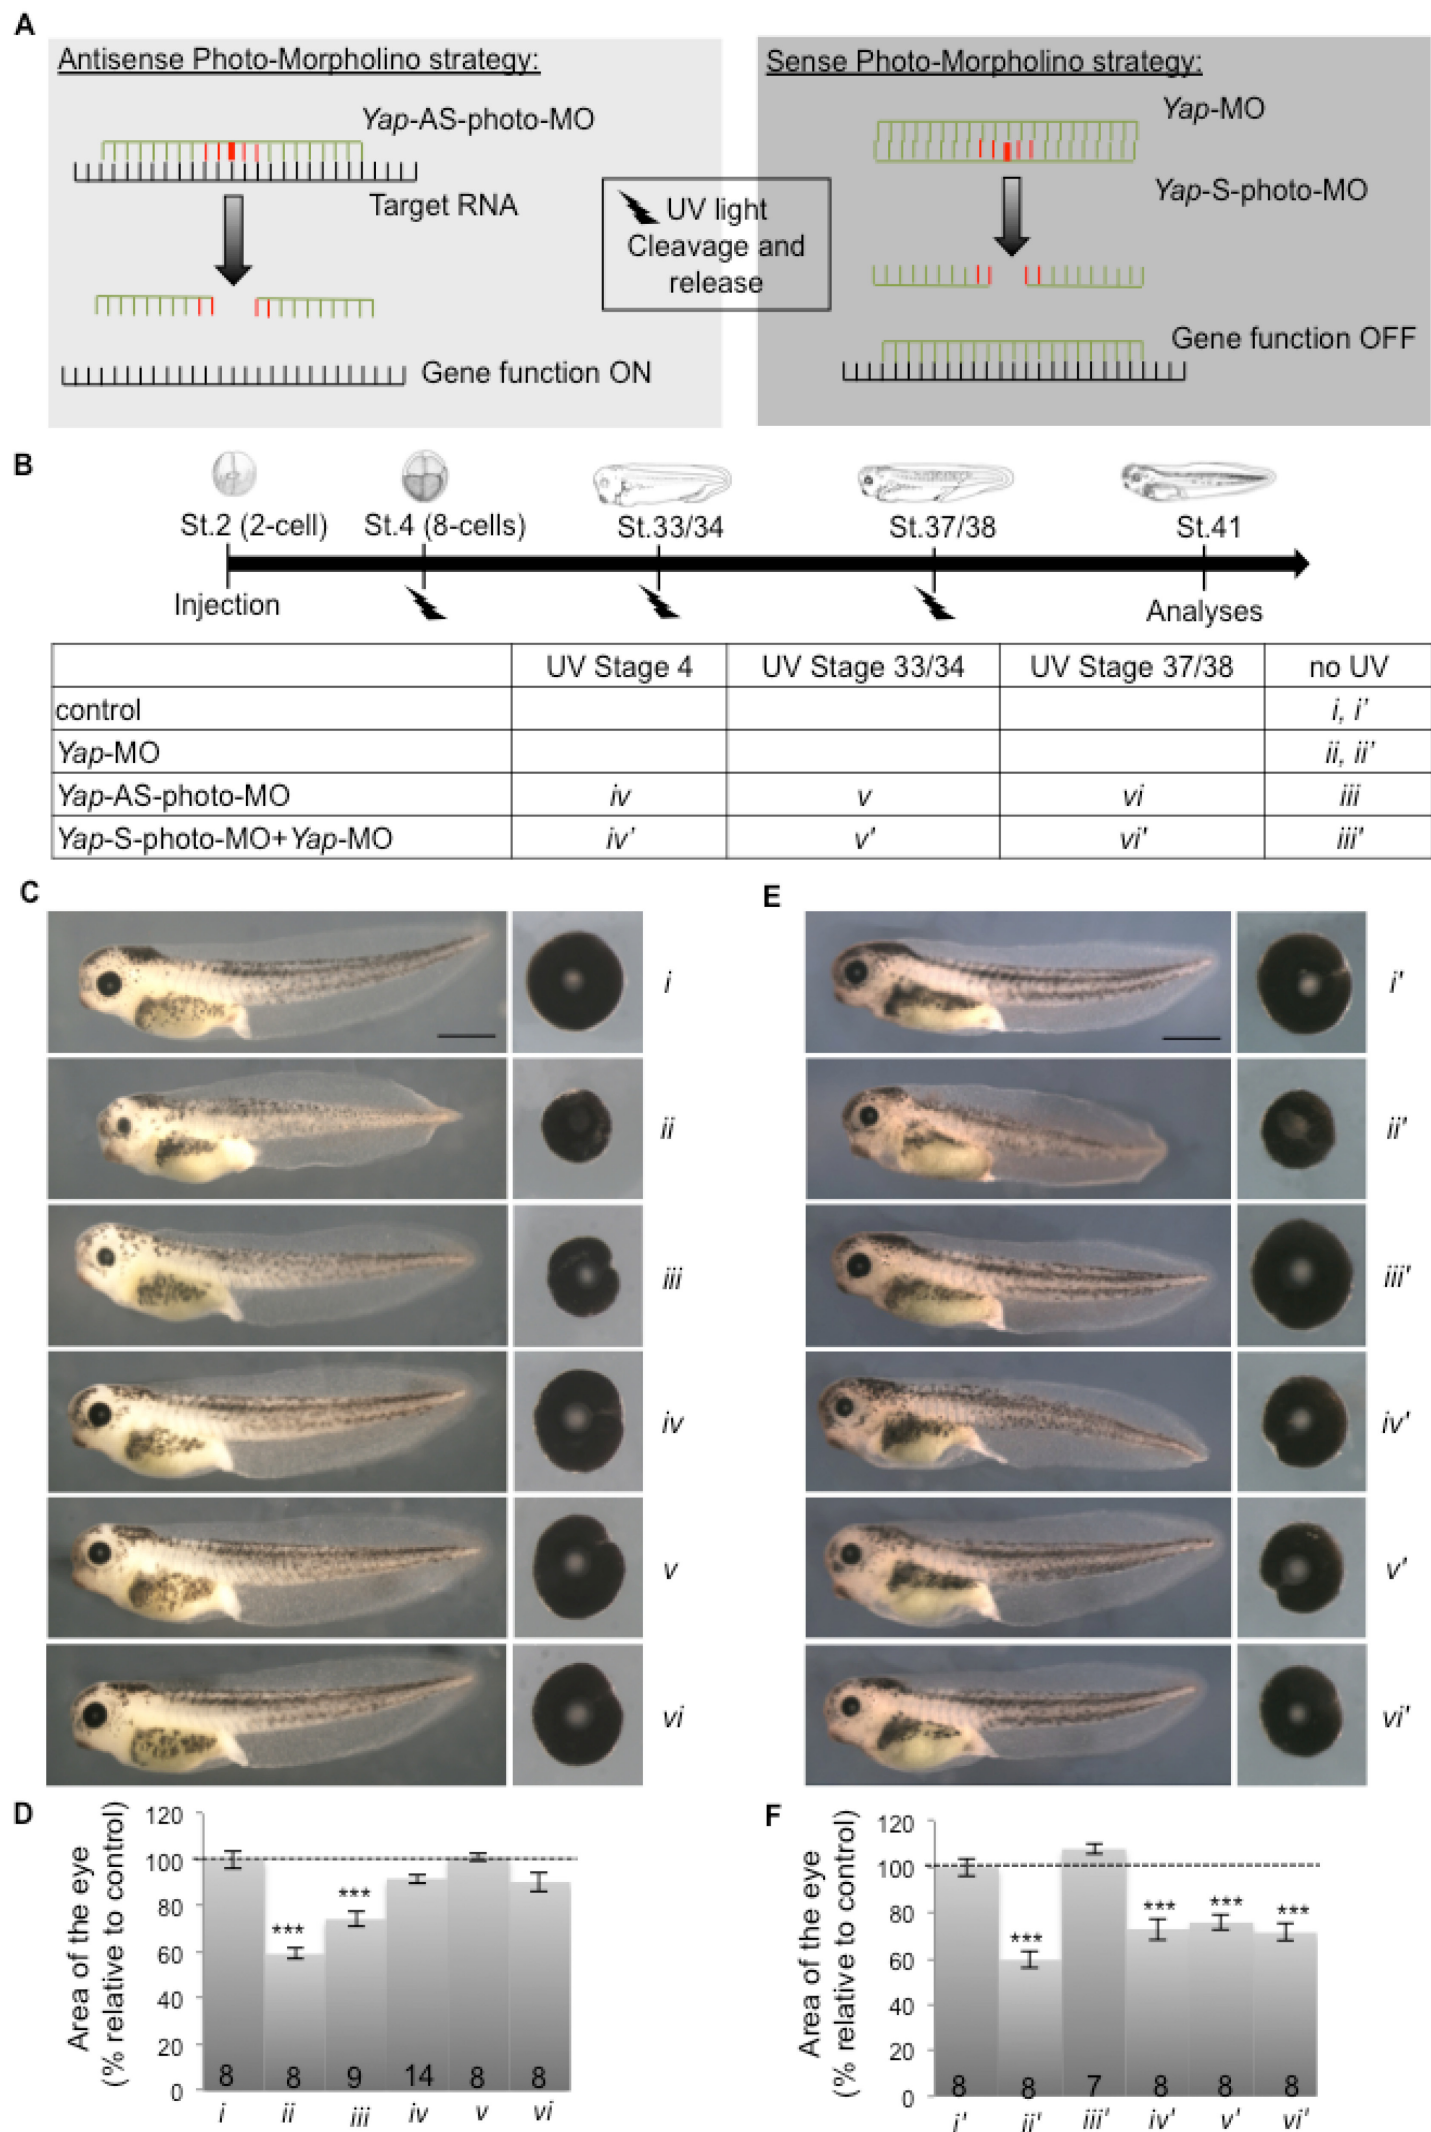 A
Antisense Photo-Morpholino strategy:
Yap-AS-photo-MO
Target RNA
Gene function ON
UV light
Cleavage and
release
Sense Photo-Morpholino strategy:
Yap-MO
Yap-S-photo-MO
Gene function OFF
B
St.2 (2-cell) St.4 (8-cells) St.33/34 St.37/38 St.41
Injection Analyses
UV Stage 4 UV Stage 33/34 UV Stage 37/38 no UV
control i, i'
Yap-MO ii, ii'
Yap-AS-photo-MO iv v vi iii
Yap-S-photo-MO+Yap-MO iv' v' vi' iii'
C
i
ii
iii
iv
v
vi
E
i'
ii'
iii'
iv'
v'
vi'
D
Area of the eye
(% relative to control)
120
100
80
60
40
20
0
***
***
8 8 9 14 8 8
i ii iii iv v vi
F
Area of the eye
(% relative to control)
120
100
80
60
40
20
0
***
*** *** ***
8 8 7 8 8 8
i' ii' iii' iv' v' vi'